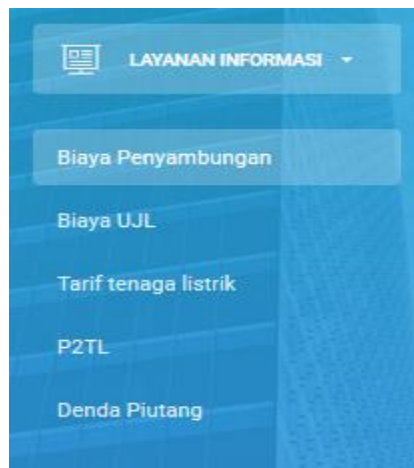 LAYANAN INFORMASI
Biaya Penyambungan
Biaya UJL
Tarif tenaga listrik
P2TL
Denda Piutang